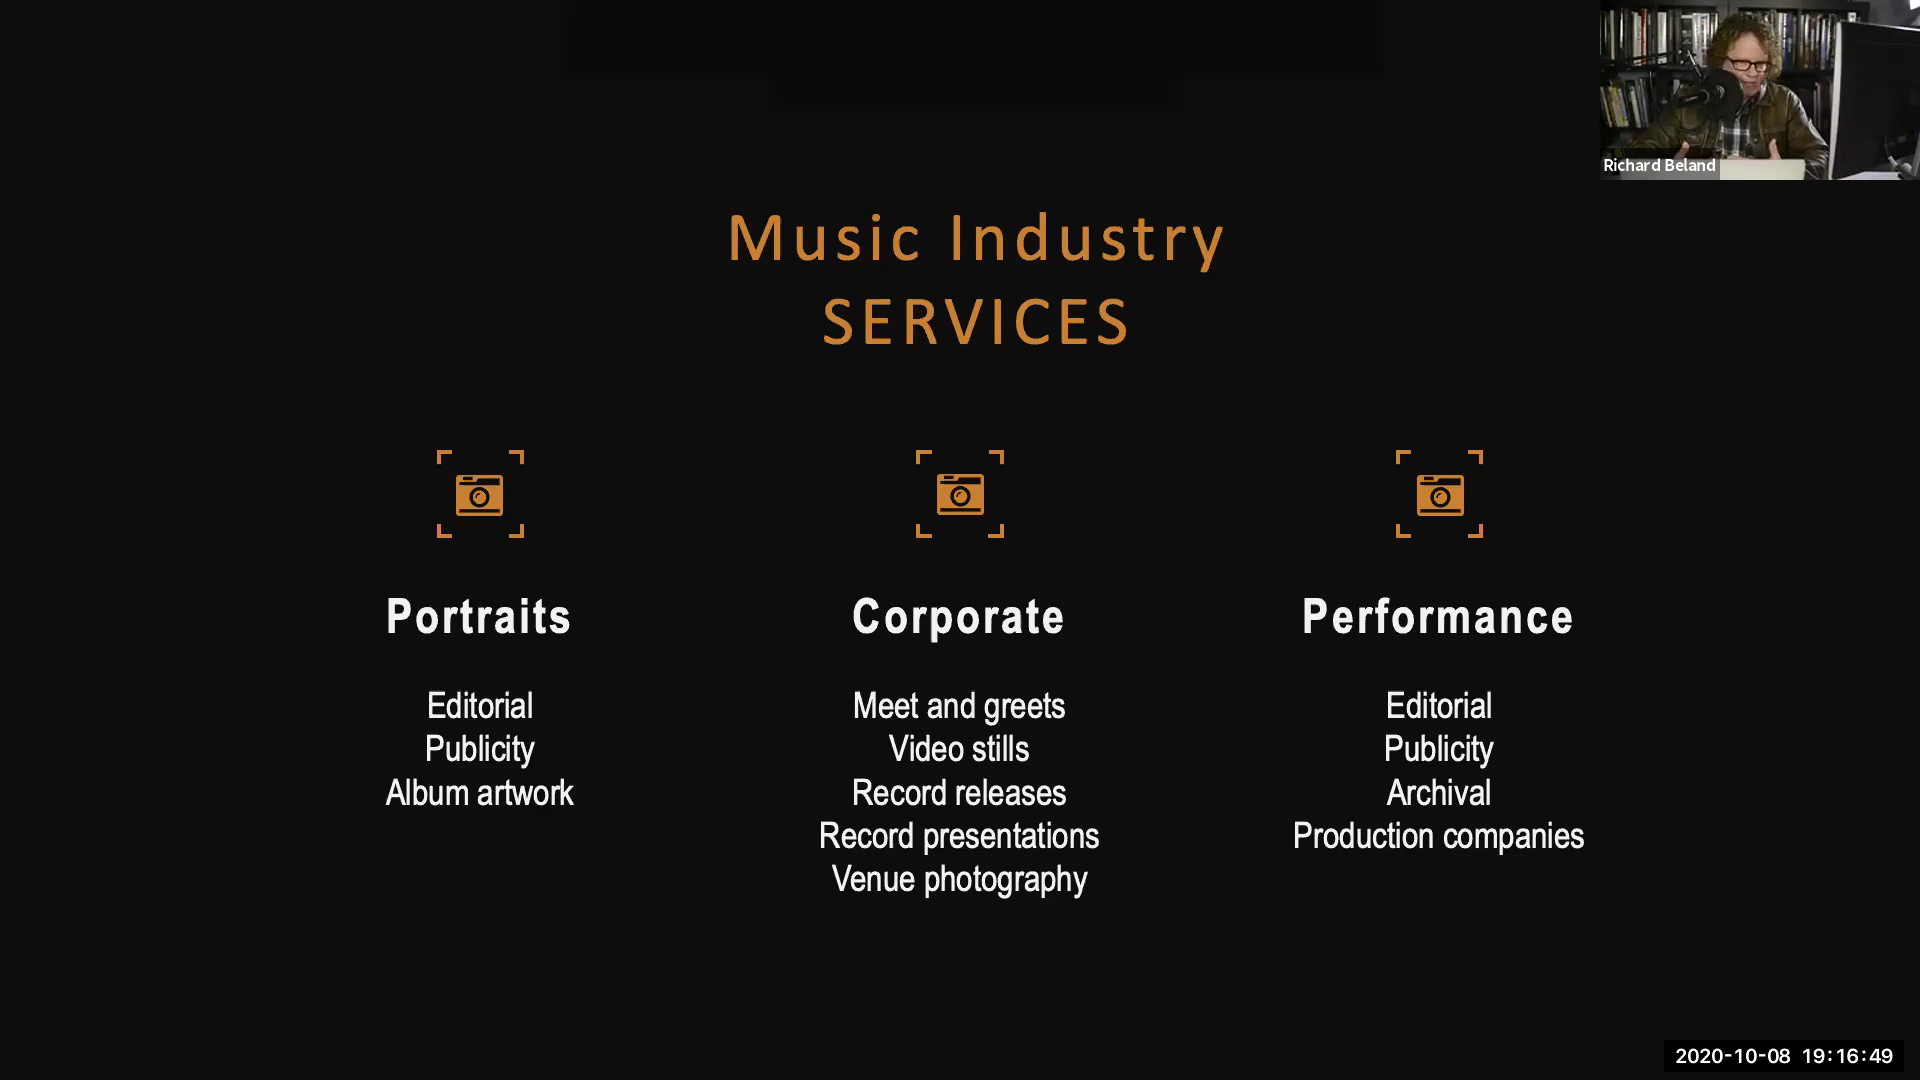 Richard Beland
Music Industry
SERVICES
Portraits
Editorial
Publicity
Album artwork
Corporate
Meet and greets
Video stills
Record releases
Record presentations
Venue photography
Performance
Editorial
Publicity
Archival
Production companies
2020-10-08 19:16:49